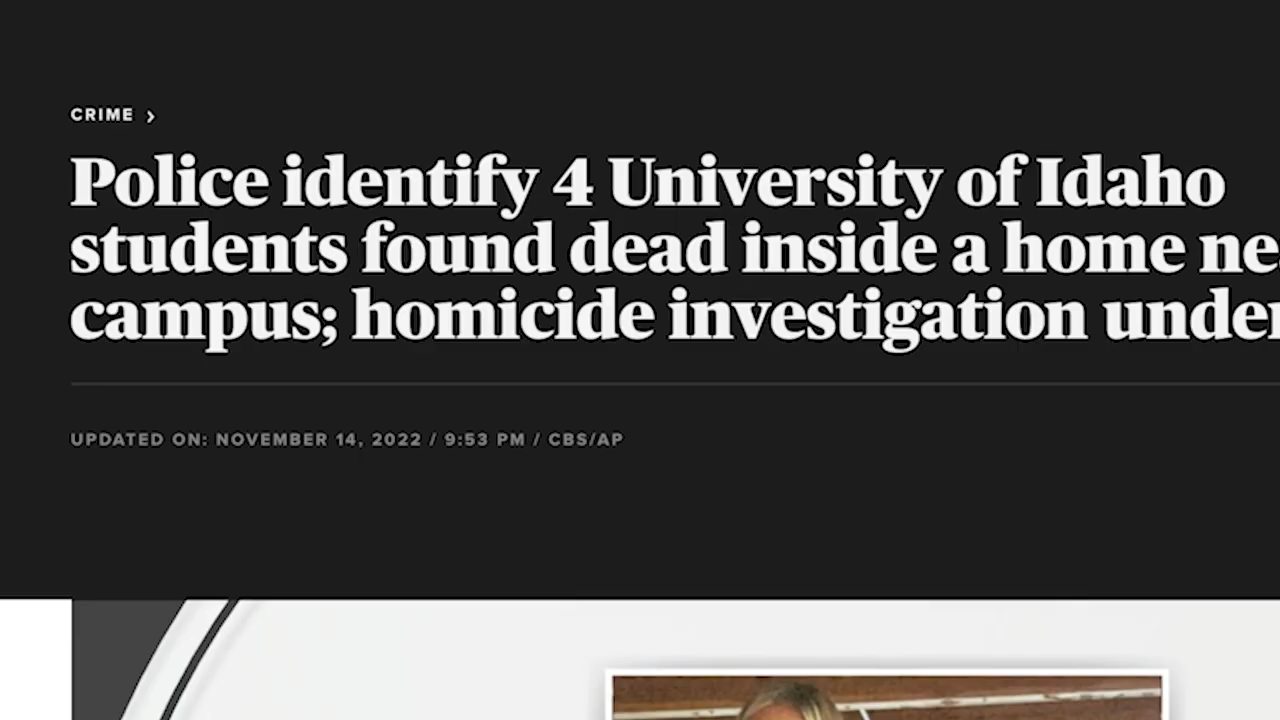 CRIME >
Police identify 4 University of Idaho
students found dead inside a home
campus; homicide investigation
UPDATED ON: NOVEMBER 14, 2022 / 9:53 PM / CBS/AP